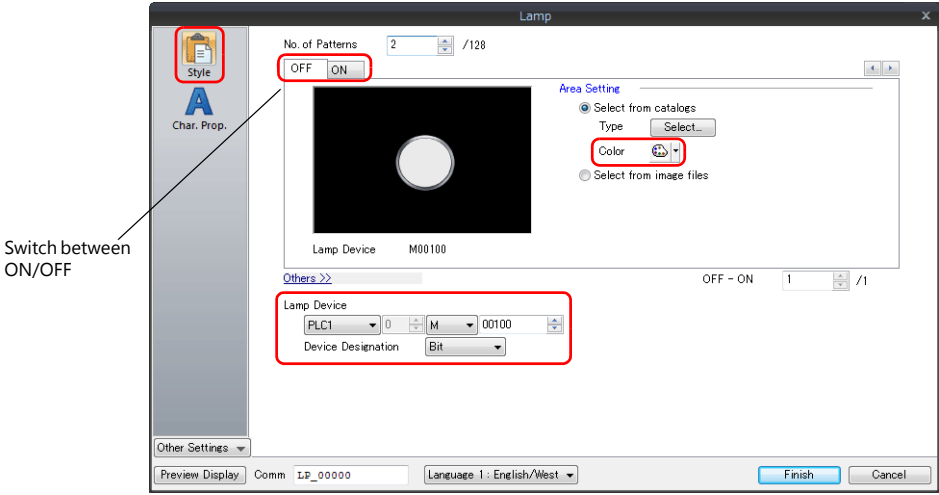 Lamp
Style
Char. Prop.
No. of Patterns 2 /128
OFF ON
Area Setting
Select from catalogs
Type Select...
Color
Select from image files
Lamp Device M00100
Switch between
ON/OFF
Others >>
OFF - ON 1 /1
Lamp Device
PLC1 0 M 00100
Device Designation Bit
Other Settings
Preview Display Comm LP_00000 Language 1 : English/West Finish Cancel